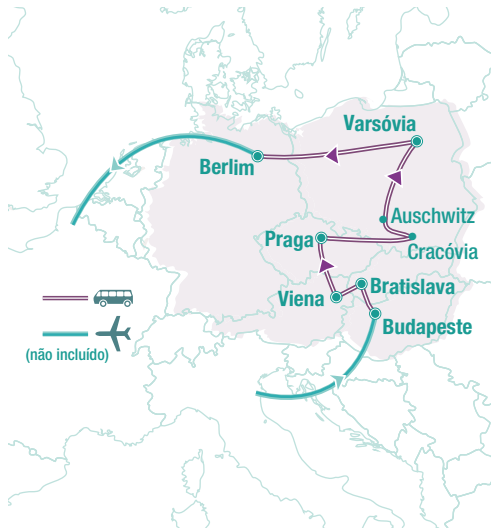 Varsóvia
Berlim
Auschwitz
Praga
Cracóvia
Viena
Bratislava
Budapeste
(não incluído)